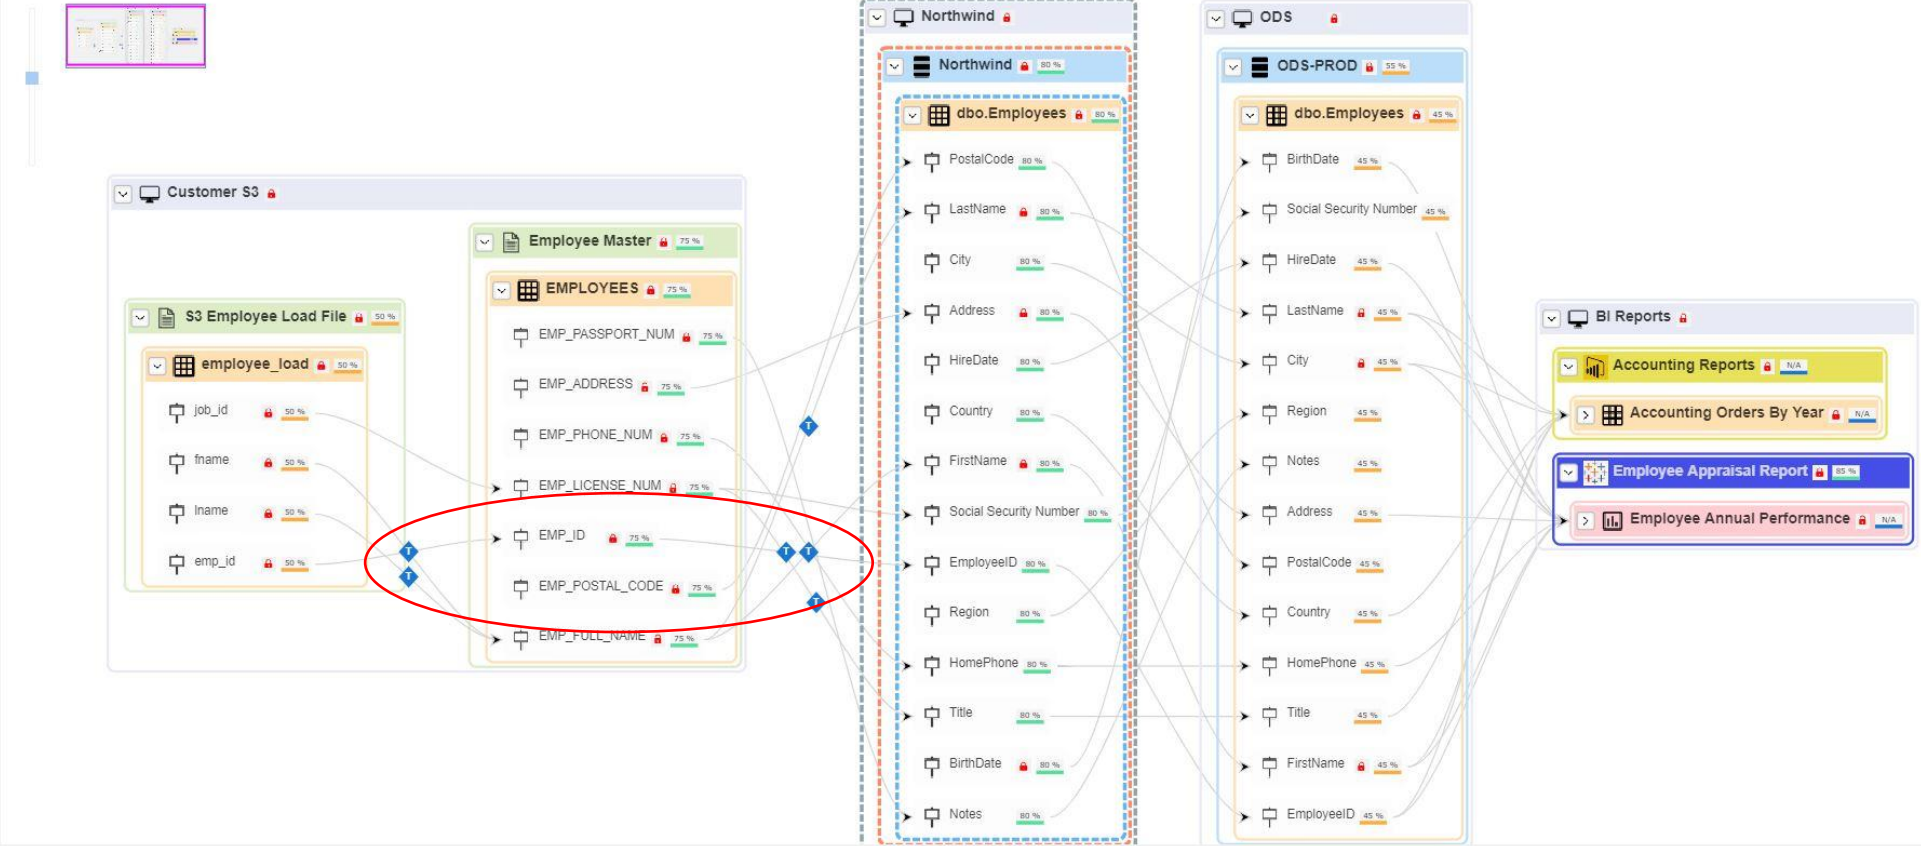 Customer S3
S3 Employee Load File 50 %
employee_load 50 %
job_id 50 %
fname 50 %
lname 50 %
emp_id 50 %
T
T
Employee Master 75 %
EMPLOYEES 75 %
EMP_PASSPORT_NUM 75 %
EMP_ADDRESS 75 %
EMP_PHONE_NUM 75 %
EMP_LICENSE_NUM 75 %
EMP_ID 75 %
EMP_POSTAL_CODE 75 %
EMP_FULL_NAME 75 %
T
T T
T
Northwind
Northwind 80 %
dbo.Employees 80 %
PostalCode 80 %
LastName 80 %
City 80 %
Address 80 %
HireDate 80 %
Country 80 %
FirstName 80 %
Social Security Number 80 %
EmployeeID 80 %
Region 80 %
HomePhone 80 %
Title 80 %
BirthDate 80 %
Notes 80 %
ODS
ODS-PROD 55 %
dbo.Employees 45 %
BirthDate 45 %
Social Security Number 45 %
HireDate 45 %
LastName 45 %
City 45 %
Region 45 %
Notes 45 %
Address 45 %
PostalCode 45 %
Country 45 %
HomePhone 45 %
Title 45 %
FirstName 45 %
EmployeeID 45 %
BI Reports
Accounting Reports N/A
Accounting Orders By Year N/A
Employee Appraisal Report 85 %
Employee Annual Performance N/A